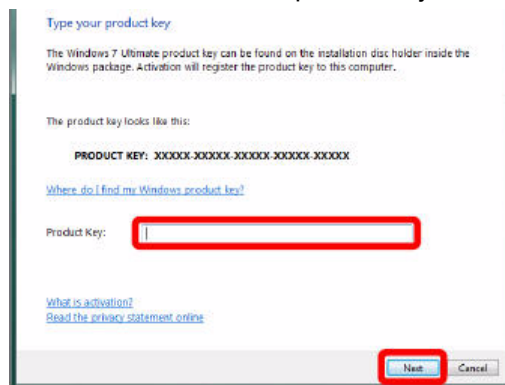 Type your product key
The Windows 7 Ultimate product key can be found on the installation disc holder inside the
Windows package. Activation will register the product key to this computer.
The product key looks like this:
PRODUCT KEY: XXXXX-XXXXX-XXXXX-XXXXX-XXXXX
Where do I find my Windows product key?
Product Key:
What is activation?
Read the privacy statement online
Next Cancel